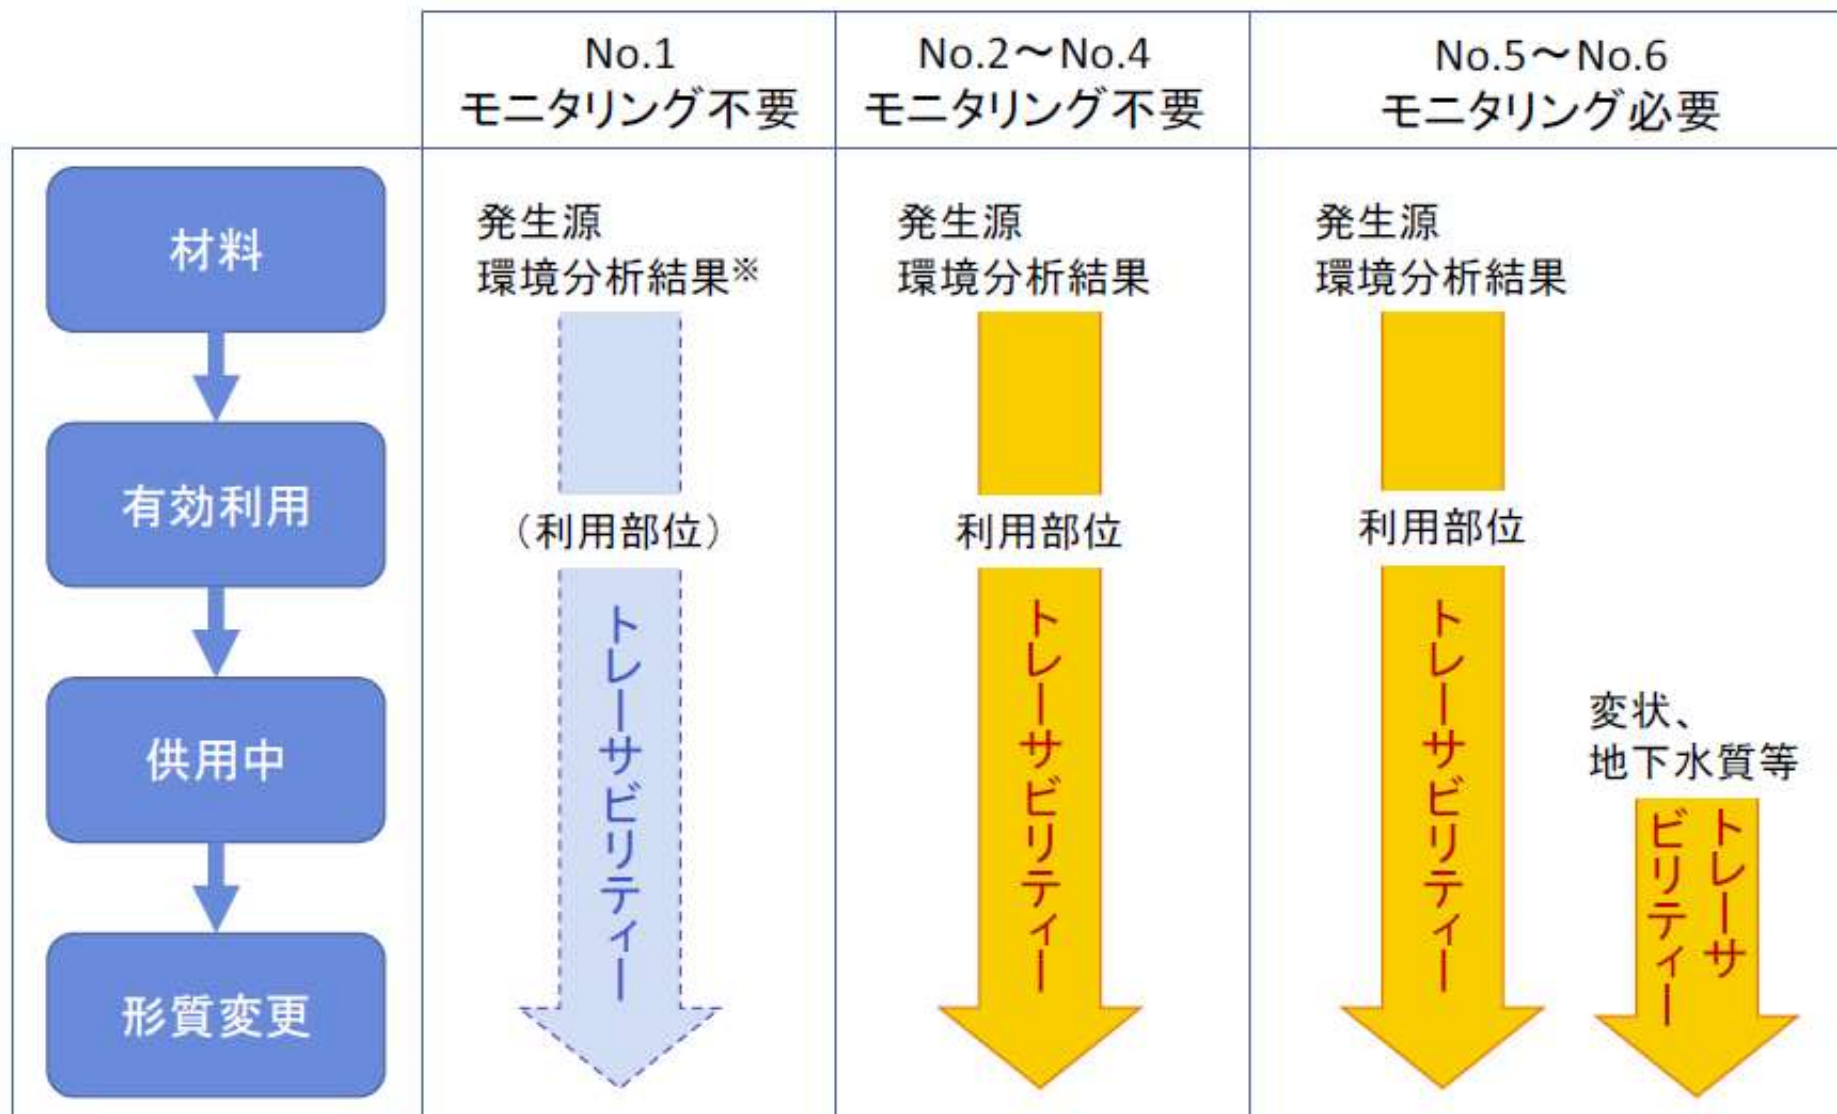 No.1
モニタリング不要
No.2～No.4
モニタリング不要
No.5～No.6
モニタリング必要
材料
発生源
環境分析結果※
発生源
環境分析結果
発生源
環境分析結果
有効利用
（利用部位）
利用部位
利用部位
供用中
トレーサビリティー
トレーサビリティー
トレーサビリティー
変状、
地下水質等
トレーサ
ビリティー
形質変更